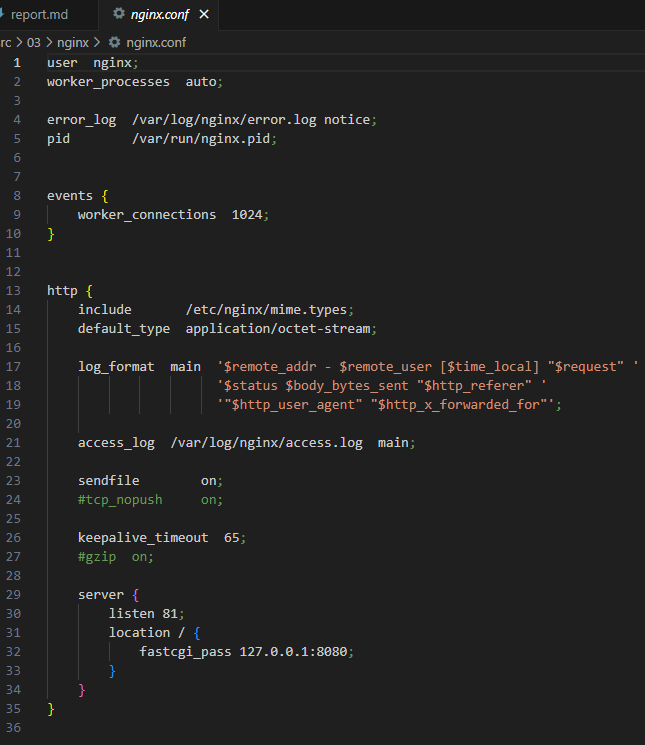 report.md nginx.conf
rc > 03 > nginx > nginx.conf
1 user  nginx;
2 worker_processes  auto;
3
4 error_log  /var/log/nginx/error.log notice;
5 pid        /var/run/nginx.pid;
6
7
8 events {
9     worker_connections  1024;
10 }
11
12
13 http {
14     include       /etc/nginx/mime.types;
15     default_type  application/octet-stream;
16
17     log_format  main  '$remote_addr - $remote_user [$time_local] "$request" '
18                       '$status $body_bytes_sent "$http_referer" '
19                       '"$http_user_agent" "$http_x_forwarded_for"';
20
21     access_log  /var/log/nginx/access.log  main;
22
23     sendfile        on;
24     #tcp_nopush     on;
25
26     keepalive_timeout  65;
27     #gzip  on;
28
29     server {
30         listen 81;
31         location / {
32             fastcgi_pass 127.0.0.1:8080;
33         }
34     }
35 }
36